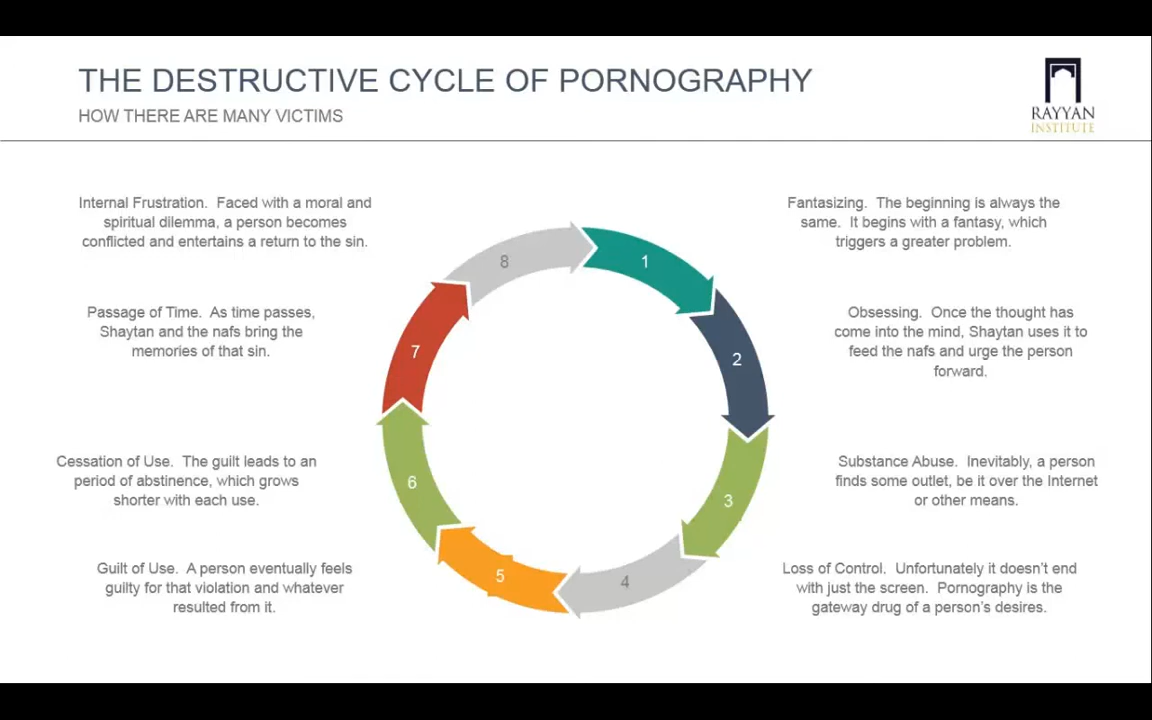 THE DESTRUCTIVE CYCLE OF PORNOGRAPHY
HOW THERE ARE MANY VICTIMS
RAYYAN
INSTITUTE
Fantasizing. The beginning is always the
same. It begins with a fantasy, which
triggers a greater problem.
Obsessing. Once the thought has
come into the mind, Shaytan uses it to
feed the nafs and urge the person
forward.
Substance Abuse. Inevitably, a person
finds some outlet, be it over the Internet
or other means.
Loss of Control. Unfortunately it doesn't end
with just the screen. Pornography is the
gateway drug of a person's desires.
Guilt of Use. A person eventually feels
guilty for that violation and whatever
resulted from it.
Cessation of Use. The guilt leads to an
period of abstinence, which grows
shorter with each use.
Passage of Time. As time passes,
Shaytan and the nafs bring the
memories of that sin.
Internal Frustration. Faced with a moral and
spiritual dilemma, a person becomes
conflicted and entertains a return to the sin.
1
2
3
4
5
6
7
8